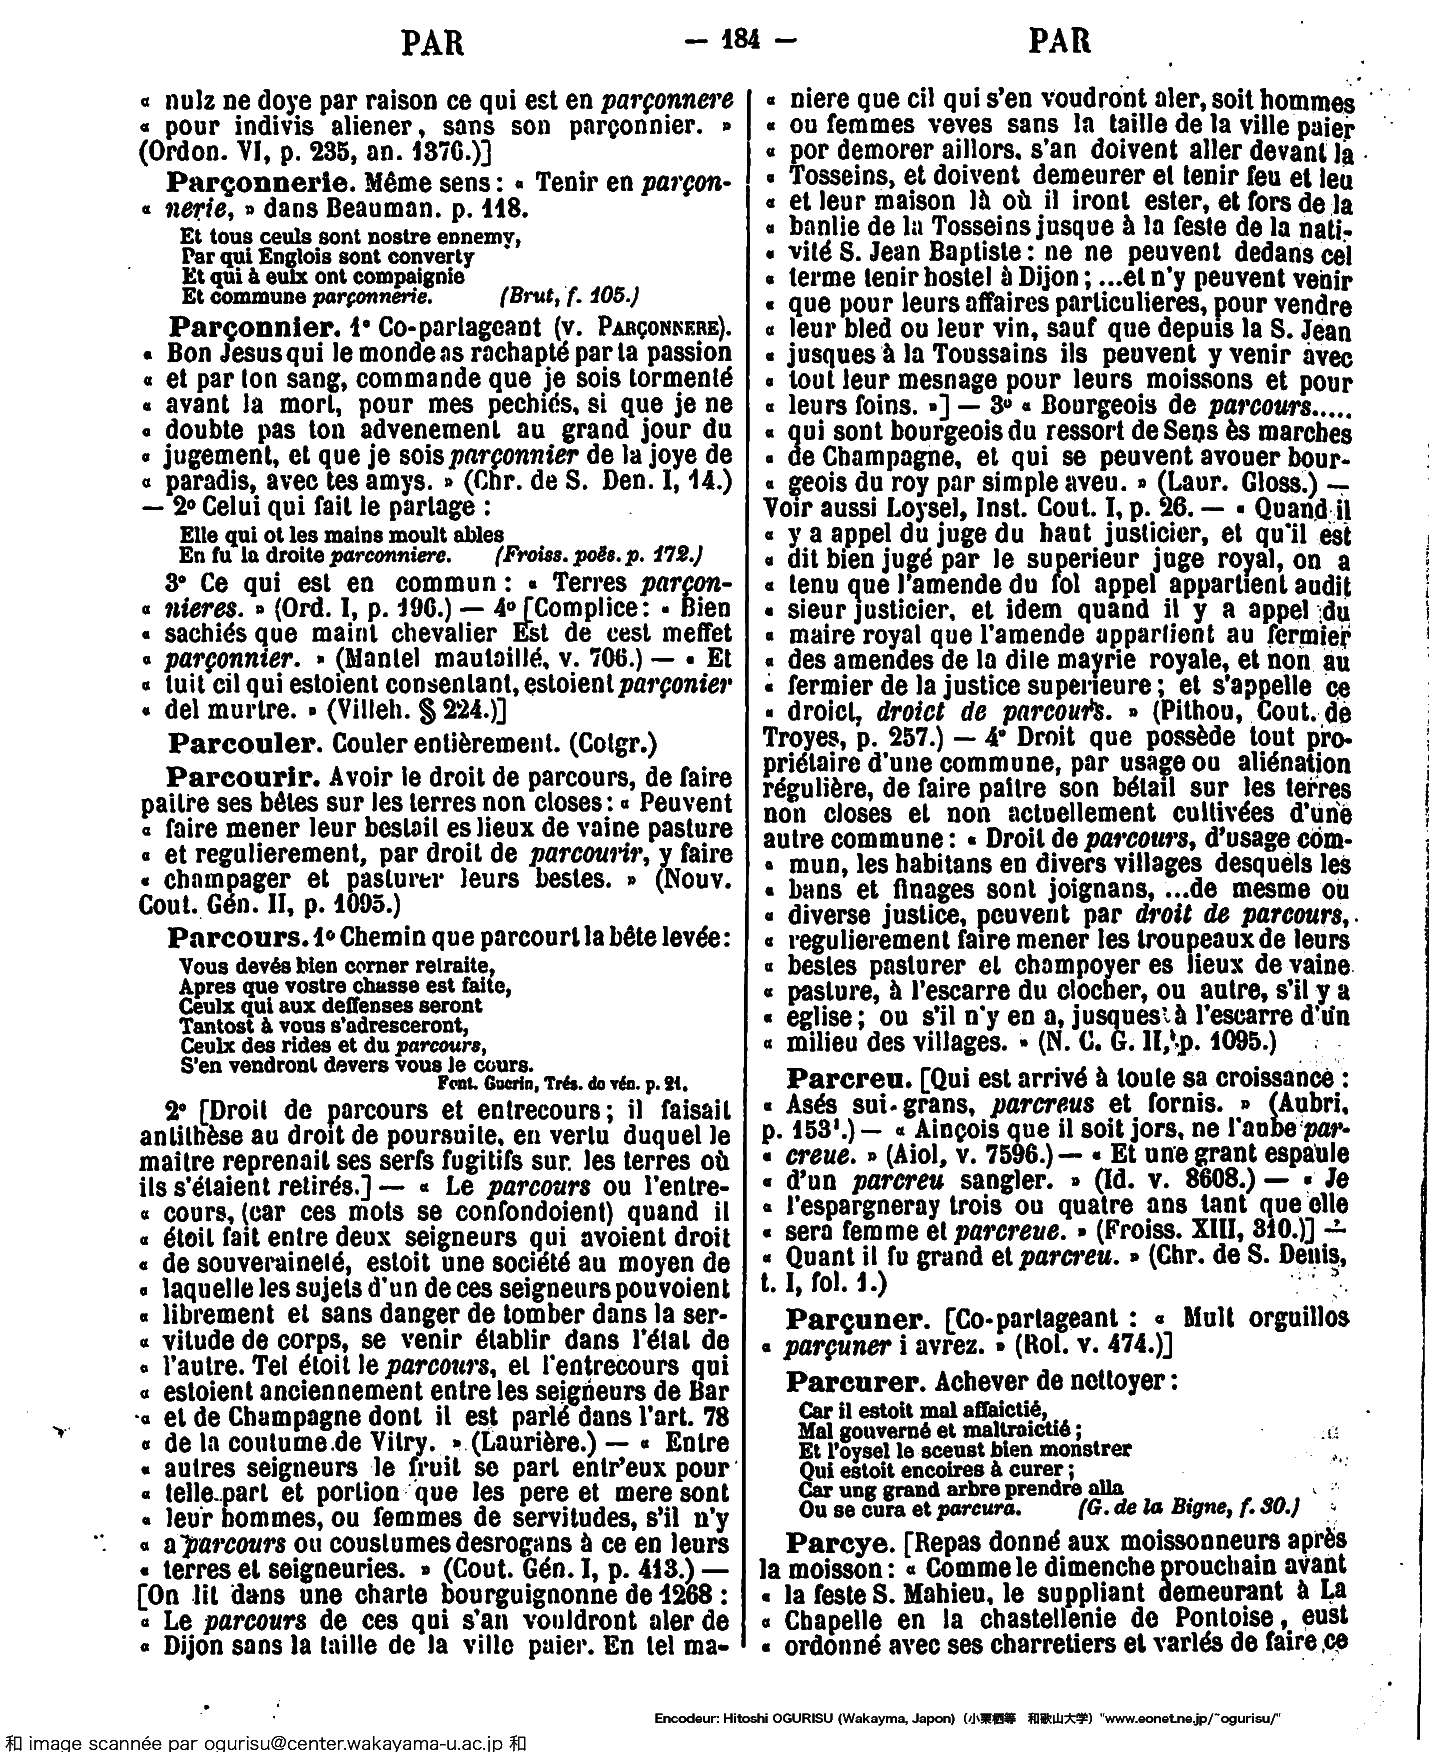 PAR
— 184 —
PAR
« nulz ne doye par raison ce qui est en parçonnere
« pour indivis aliener, sans son parçonnier. »
(Ordon. VI, p. 235, an. 1376.)]
Parçonnerie. Même sens : « Tenir en parçon-
« nerie, » dans Beauman. p. 118.
Et tous ceuls sont nostre ennemy,
Par qui Englois sont converty
Et qui à eulx ont compaignie
Et commune parçonnerie. (Brut, f. 105.)
Parçonnier. 1° Co-partageant (v. PARÇONNERE).
« Bon Jesus qui le monde as rachapté par ta passion
« et par ton sang, commande que je sois tormenté
« avant la mort, pour mes pechiés, si que je ne
« doubte pas ton advenement au grand jour du
« jugement, et que je sois parçonnier de la joye de
« paradis, avec tes amys. » (Chr. de S. Den. I, 14.)
— 2° Celui qui fait le partage :
Elle qui ot les mains moult ables
En fu la droite parconniere. (Froiss. poës. p. 172.)
3° Ce qui est en commun : « Terres parçon-
« nieres. » (Ord. I, p. 196.) — 4° [Complice : « Bien
« sachiés que maint chevalier Est de cest meffet
« parçonnier. » (Mantel mautaillé, v. 706.) — « Et
« tuit cil qui estoient consentant, estoient parçonier
« del murtre. » (Villeh. § 224.)]
Parcouler. Couler entièrement. (Cotgr.)
Parcourir. Avoir le droit de parcours, de faire
paître ses bêtes sur les terres non closes : « Peuvent
« faire mener leur bestail es lieux de vaine pasture
« et regulierement, par droit de parcourir, y faire
« champager et pasturer leurs bestes. » (Nouv.
Cout. Gén. II, p. 1095.)
Parcours. 1° Chemin que parcourt la bête levée :
Vous devés bien corner retraite,
Apres que vostre chasse est faite,
Ceulx qui aux deffenses seront
Tantost à vous s'adresceront,
Ceulx des rides et du parcours,
S'en vendront devers vous le cours.
Font. Guerin, Trés. de vén. p. 21.
2° [Droit de parcours et entrecours ; il faisait
antithèse au droit de poursuite, en vertu duquel le
maitre reprenait ses serfs fugitifs sur les terres où
ils s'étaient retirés.] — « Le parcours ou l'entre-
« cours, (car ces mots se confondoient) quand il
« étoit fait entre deux seigneurs qui avoient droit
« de souveraineté, estoit une société au moyen de
« laquelle les sujets d'un de ces seigneurs pouvoient
« librement et sans danger de tomber dans la ser-
« vitude de corps, se venir établir dans l'état de
« l'autre. Tel étoit le parcours, et l'entrecours qui
« estoient anciennement entre les seigneurs de Bar
« et de Champagne dont il est parlé dans l'art. 78
« de la coutume de Vitry. » (Laurière.) — « Entre
« autres seigneurs le fruit se part entr'eux pour
« telle part et portion que les pere et mere sont
« leur hommes, ou femmes de servitudes, s'il n'y
« a parcours ou coustumes desrogans à ce en leurs
« terres et seigneuries. » (Cout. Gén. I, p. 413.) —
[On lit dans une charte bourguignonne de 1268 :
« Le parcours de ces qui s'an vouldront aler de
« Dijon sans la taille de la ville paier. En tel ma-
« niere que cil qui s'en voudront aler, soit hommes
« ou femmes veves sans la taille de la ville paier
« por demorer aillors, s'an doivent aller devant la
« Tosseins, et doivent demeurer et tenir feu et leu
« et leur maison là où il iront ester, et fors de la
« banlie de la Tosseins jusque à la feste de la nati-
« vité S. Jean Baptiste : ne ne peuvent dedans cel
« terme tenir hostel à Dijon ; ...et n'y peuvent venir
« que pour leurs affaires particulieres, pour vendre
« leur bled ou leur vin, sauf que depuis la S. Jean
« jusques à la Toussains ils peuvent y venir avec
« tout leur mesnage pour leurs moissons et pour
« leurs foins. »] — 3° « Bourgeois de parcours.....
« qui sont bourgeois du ressort de Sens ès marches
« de Champagne, et qui se peuvent avouer bour-
« geois du roy par simple aveu. » (Laur. Gloss.) —
Voir aussi Loysel, Inst. Cout. I, p. 26. — « Quand il
« y a appel du juge du haut justicier, et qu'il est
« dit bien jugé par le superieur juge royal, on a
« tenu que l'amende du fol appel appartient audit
« sieur justicier, et idem quand il y a appel du
« maire royal que l'amende appartient au fermier
« des amendes de la dite mayrie royale, et non au
« fermier de la justice superieure ; et s'appelle ce
« droict, droict de parcours. » (Pithou, Cout. de
Troyes, p. 257.) — 4° Droit que possède tout pro-
priétaire d'une commune, par usage ou aliénation
régulière, de faire paître son bétail sur les terres
non closes et non actuellement cultivées d'une
autre commune : « Droit de parcours, d'usage com-
« mun, les habitans en divers villages desquels les
« bans et finages sont joignans, ...de mesme ou
« diverse justice, peuvent par droit de parcours,
« regulierement faire mener les troupeaux de leurs
« bestes pasturer et champoyer es lieux de vaine
« pasture, à l'escarre du clocher, ou autre, s'il y a
« eglise ; ou s'il n'y en a, jusques à l'escarre d'un
« milieu des villages. » (N. C. G. II, p. 1095.)
Parcreu. [Qui est arrivé à toute sa croissance :
« Asés sui grans, parcreus et fornis. » (Aubri,
p. 153¹.) — « Ainçois que il soit jors, ne l'aube par-
« creue. » (Aiol, v. 7596.) — « Et une grant espaule
« d'un parcreu sangler. » (Id. v. 8608.) — « Je
« l'espargneray trois ou quatre ans tant que elle
« sera femme et parcreue. » (Froiss. XIII, 310.)] —
« Quant il fu grand et parcreu. » (Chr. de S. Denis,
t. I, fol. 1.)
Parçuner. [Co-partageant : « Mult orguillos
« parçuner i avrez. » (Rol. v. 474.)]
Parcurer. Achever de nettoyer :
Car il estoit mal affaictié,
Mal gouverné et maltraictié ;
Et l'oysel le sceust bien monstrer
Qui estoit encoires à curer ;
Car ung grand arbre prendre alla
Ou se cura et parcura. (G. de la Bigne, f. 30.)
Parcye. [Repas donné aux moissonneurs après
la moisson : « Comme le dimenche prouchain avant
« la feste S. Mahieu, le suppliant demeurant à La
« Chapelle en la chastellenie de Pontoise, eust
« ordonné avec ses charretiers et varlés de faire ce
Encodeur: Hitoshi OGURISU (Wakayma, Japon) (小栗栖等 和歌山大学) "www.eonet.ne.jp/~ogurisu/"
和 image scannée par ogurisu@center.wakayama-u.ac.jp 和